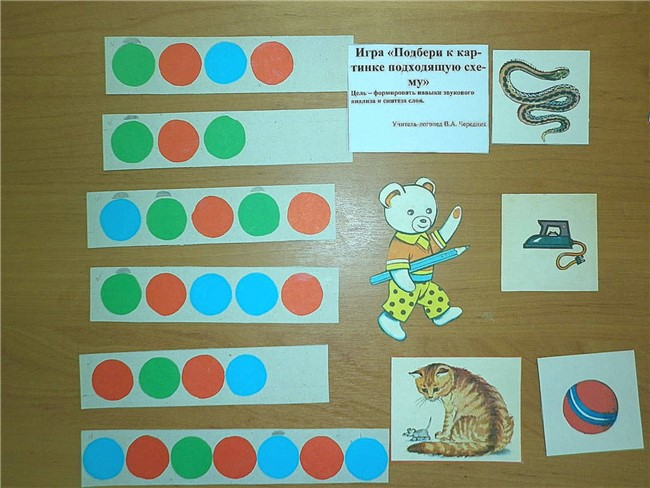 Игра «Подбери к кар-
тинке подходящую схе-
му»
Цель – формировать навыки звукового
анализа и синтеза слов.
Учитель-логопед В.А. Чередник